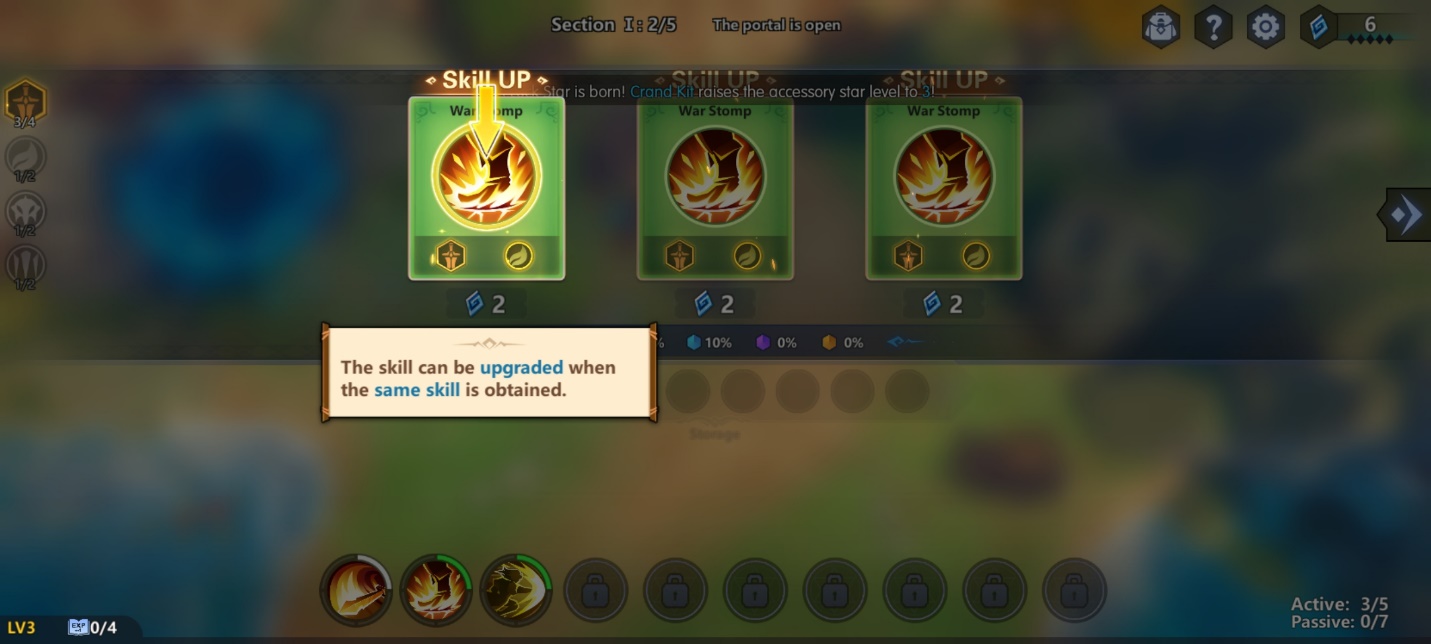 Section I : 2/5
The portal is open
6
Skill UP
Skill UP
Skill UP
Star is born! Crand Kit raises the accessory star level to 3!
War Stomp
War Stomp
War Stomp
3/4
1/2
1/2
1/2
2
2
2
10%
0%
0%
The skill can be upgraded when
the same skill is obtained.
Storage
Active: 3/5
Passive: 0/7
LV3
EXP
0/4